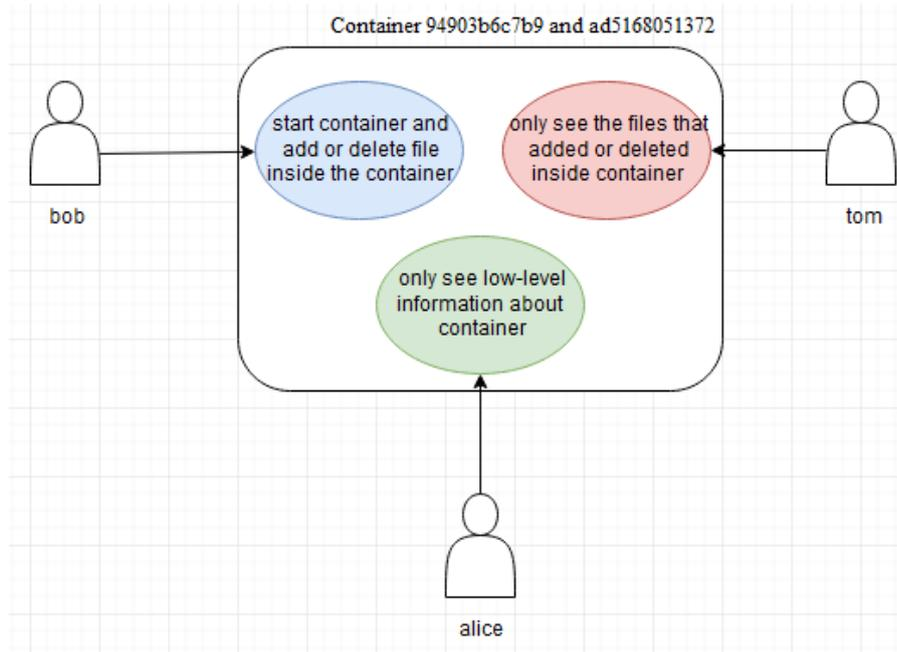 Container 94903b6c7b9 and ad5168051372
start container and
add or delete file
inside the container
only see the files that
added or deleted
inside container
bob
tom
only see low-level
information about
container
alice